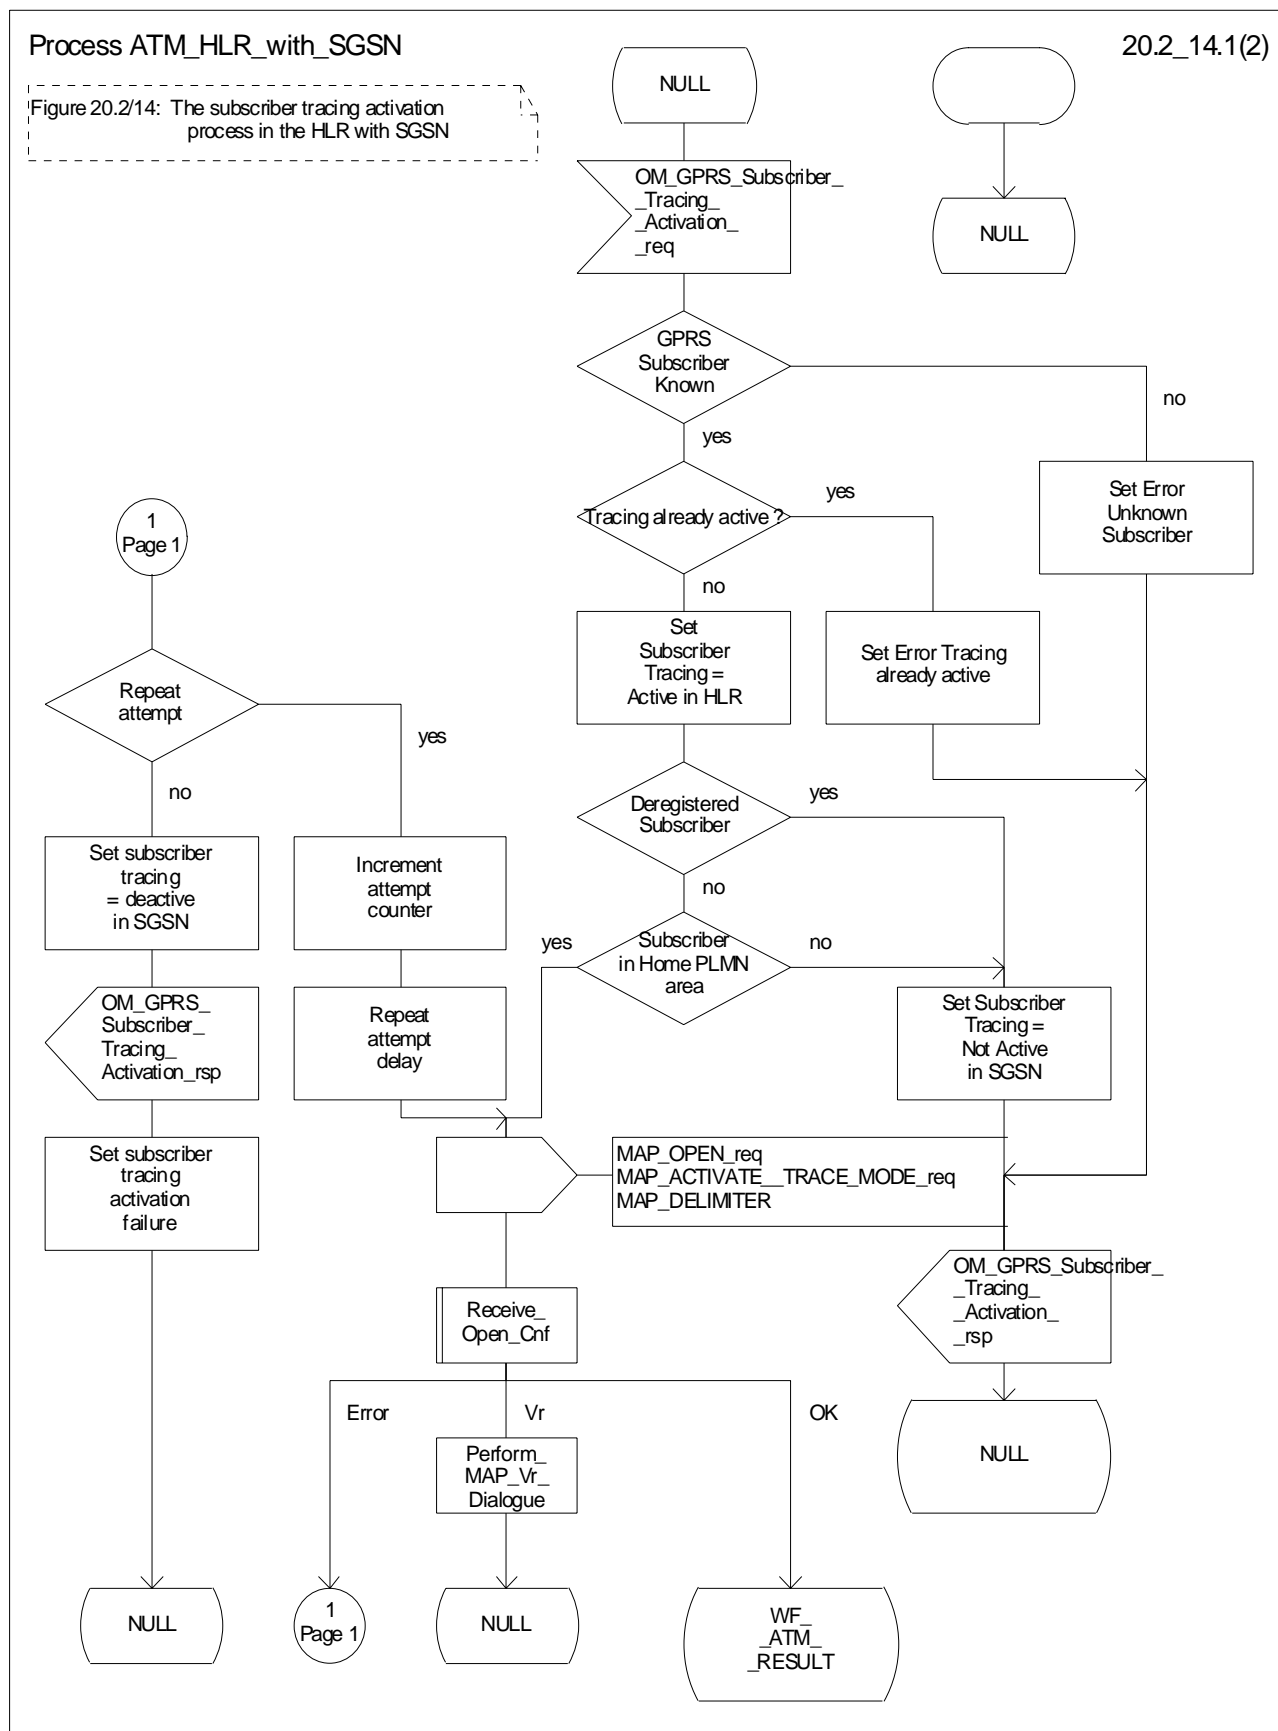 Process ATM_HLR_with_SGSN
20.2_14.1(2)
Figure 20.2/14: The subscriber tracing activation
process in the HLR with SGSN
NULL
OM_GPRS_Subscriber_
_Tracing_
_Activation_
_req
NULL
GPRS
Subscriber
Known
no
yes
Tracing already active ?
yes
Set Error
Unknown
Subscriber
1
Page 1
no
Set
Subscriber
Tracing =
Active in HLR
Set Error Tracing
already active
Repeat
attempt
yes
no
Deregistered
Subscriber
yes
Set subscriber
tracing
= deactive
in SGSN
Increment
attempt
counter
no
yes
Subscriber
in Home PLMN
area
no
OM_GPRS_
Subscriber_
Tracing_
Activation_rsp
Repeat
attempt
delay
Set Subscriber
Tracing =
Not Active
in SGSN
Set subscriber
tracing
activation
failure
MAP_OPEN_req
MAP_ACTIVATE__TRACE_MODE_req
MAP_DELIMITER
OM_GPRS_Subscriber_
_Tracing_
_Activation_
_rsp
Receive_
Open_Cnf
Error
Vr
OK
Perform_
MAP_Vr_
Dialogue
NULL
NULL
1
Page 1
NULL
WF_
_ATM_
_RESULT